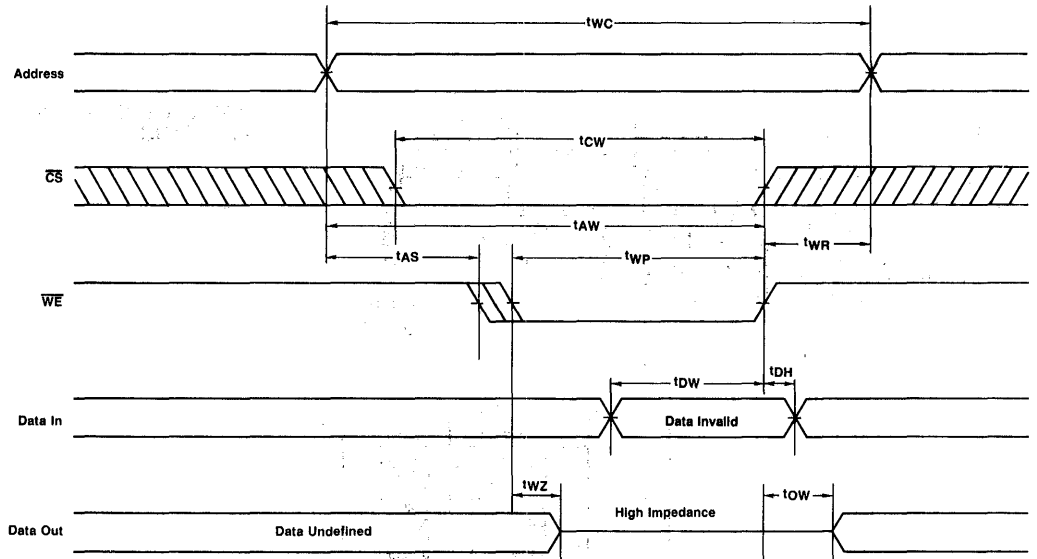 tWC
Address
tCW
CS
tAW
tAS
tWP
tWR
WE
tDW
tDH
Data In
Data Invalid
tWZ
High Impedance
tOW
Data Out
Data Undefined